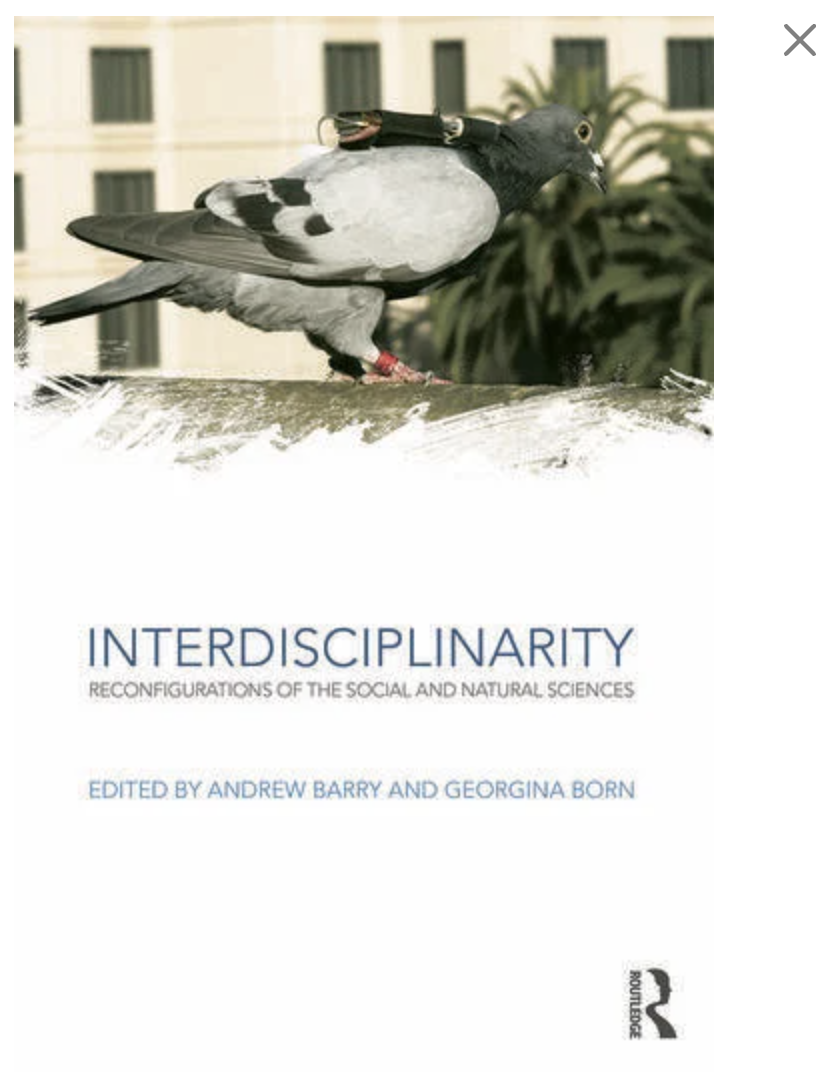 INTERDISCIPLINARITY
RECONFIGURATIONS OF THE SOCIAL AND NATURAL SCIENCES
EDITED BY ANDREW BARRY AND GEORGINA BORN
ROUTLEDGE